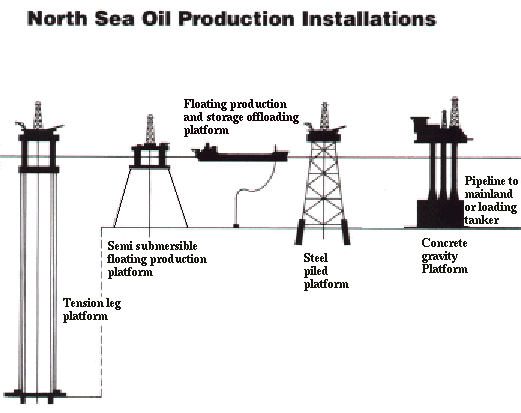 North Sea Oil Production Installations
Floating production
and storage offloading
platform
Pipeline to
mainland
or loading
tanker
Semi submersible
floating production
platform
Steel
piled
platform
Concrete
gravity
Platform
Tension leg
platform